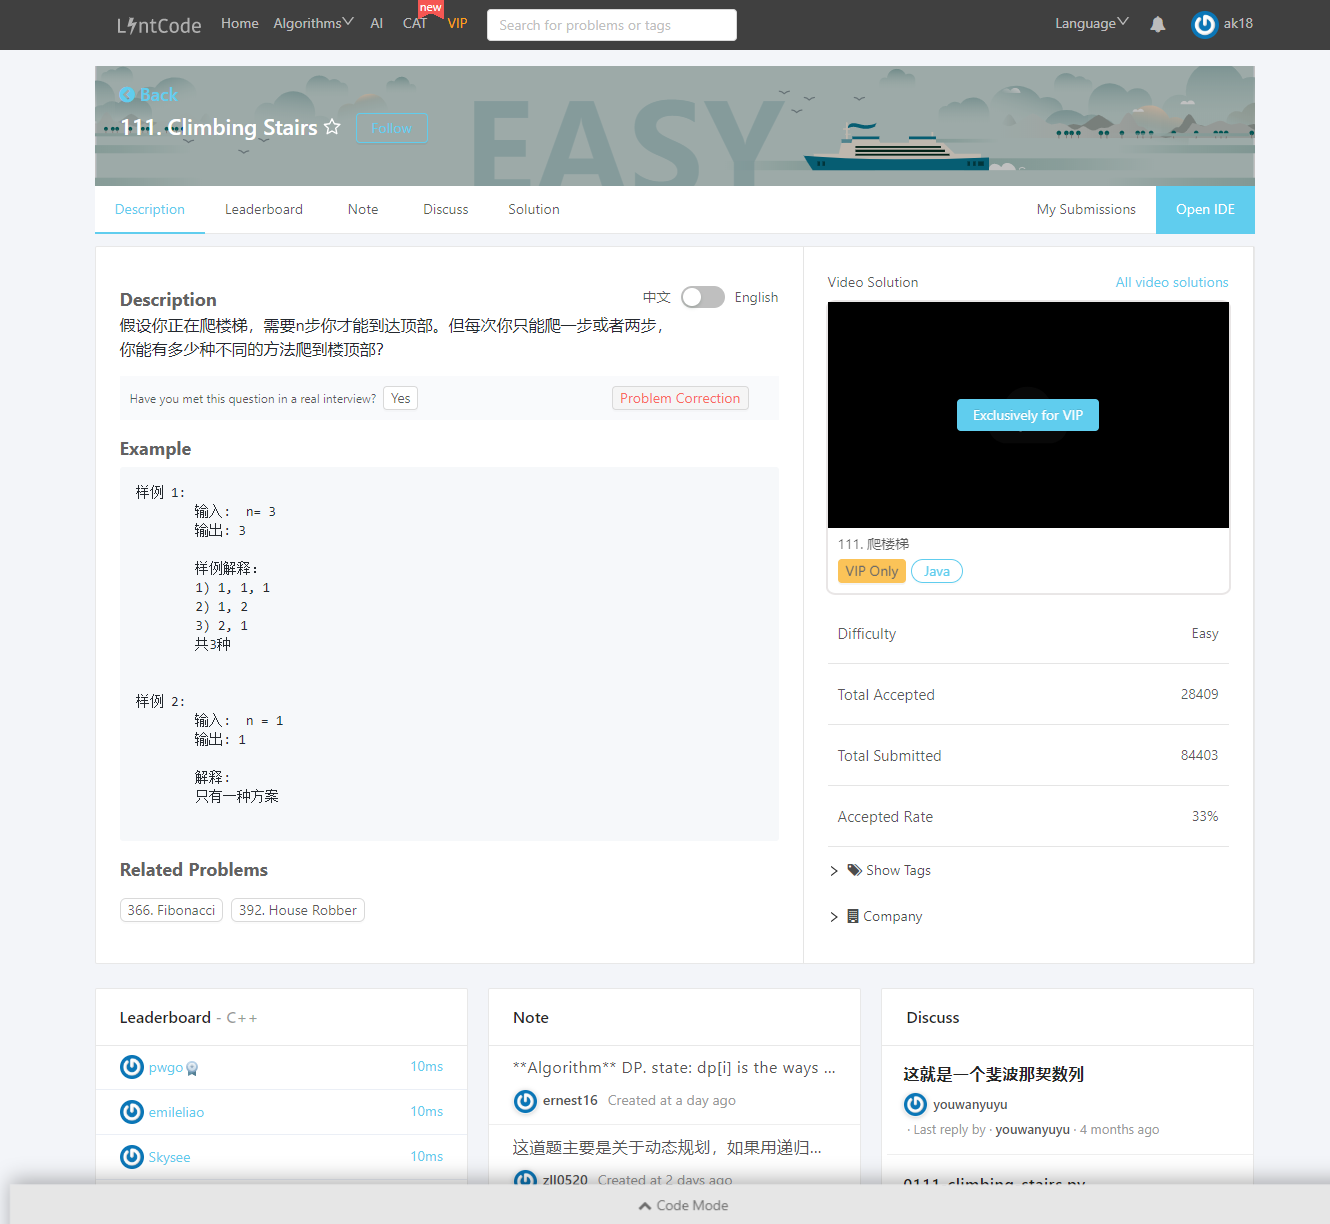 LintCode
Home
Algorithms
AI
CAT
new
VIP
Search for problems or tags
Language
ak18
Back
EASY
111. Climbing Stairs
Follow
Description
Leaderboard
Note
Discuss
Solution
My Submissions
Open IDE
Description
中文
English
假设你正在爬楼梯，需要n步你才能到达顶部。但每次你只能爬一步或者两步，
你能有多少种不同的方法爬到楼顶部？
Have you met this question in a real interview?
Yes
Problem Correction
Example
样例 1:
输入： n= 3
输出: 3
样例解释：
1) 1, 1, 1
2) 1, 2
3) 2, 1
共3种
样例 2:
输入： n = 1
输出: 1
解释：
只有一种方案
Related Problems
366. Fibonacci
392. House Robber
Video Solution
All video solutions
Exclusively for VIP
111. 爬楼梯
VIP Only
Java
Difficulty
Easy
Total Accepted
28409
Total Submitted
84403
Accepted Rate
33%
Show Tags
Company
Leaderboard - C++
pwgo
10ms
emileliao
10ms
Skysee
10ms
Note
**Algorithm** DP. state: dp[i] is the ways ...
ernest16 Created at a day ago
这道题主要是关于动态规划，如果用递归...
zll0520 Created at 2 days ago
Discuss
这就是一个斐波那契数列
youwanyuyu
· Last reply by · youwanyuyu · 4 months ago
0111_climbing_stairs.py
Code Mode